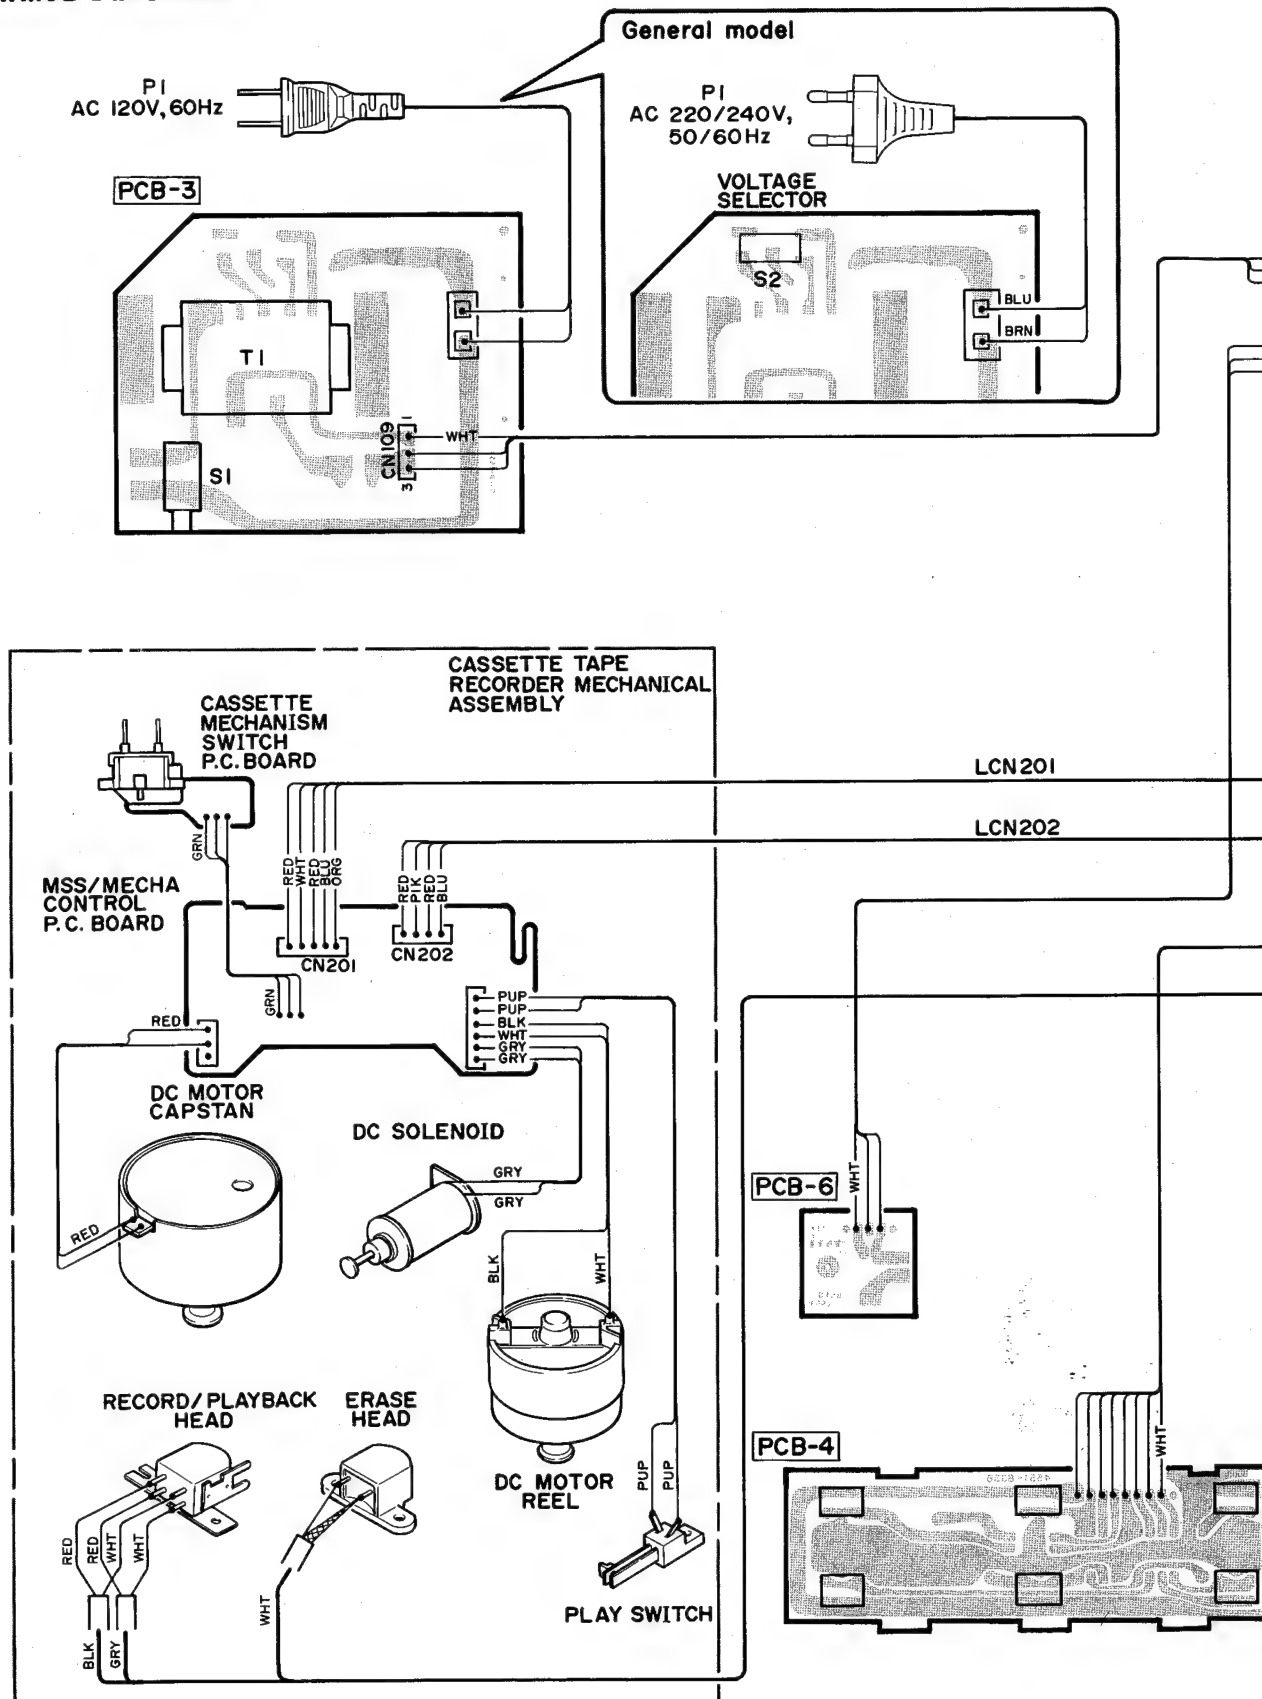 General model
P1
AC 120V, 60Hz
P1
AC 220/240V,
50/60Hz
PCB-3
VOLTAGE
SELECTOR
S2
BLU
BRN
T1
S1
CN109
1
3
WHT
CASSETTE TAPE
RECORDER MECHANICAL
ASSEMBLY
CASSETTE
MECHANISM
SWITCH
P.C. BOARD
LCN201
LCN202
GRN
RED
WHT
RED
BLU
ORG
RED
PIK
RED
BLU
MSS/MECHA
CONTROL
P.C. BOARD
CN201
CN202
GRN
RED
PUP
PUP
BLK
WHT
GRY
GRY
DC MOTOR
CAPSTAN
DC SOLENOID
GRY
GRY
RED
BLK
WHT
PCB-6
WHT
RECORD/PLAYBACK
HEAD
ERASE
HEAD
DC MOTOR
REEL
PUP
PUP
PCB-4
WHT
RED
RED
WHT
WHT
WHT
BLK
GRY
PLAY SWITCH